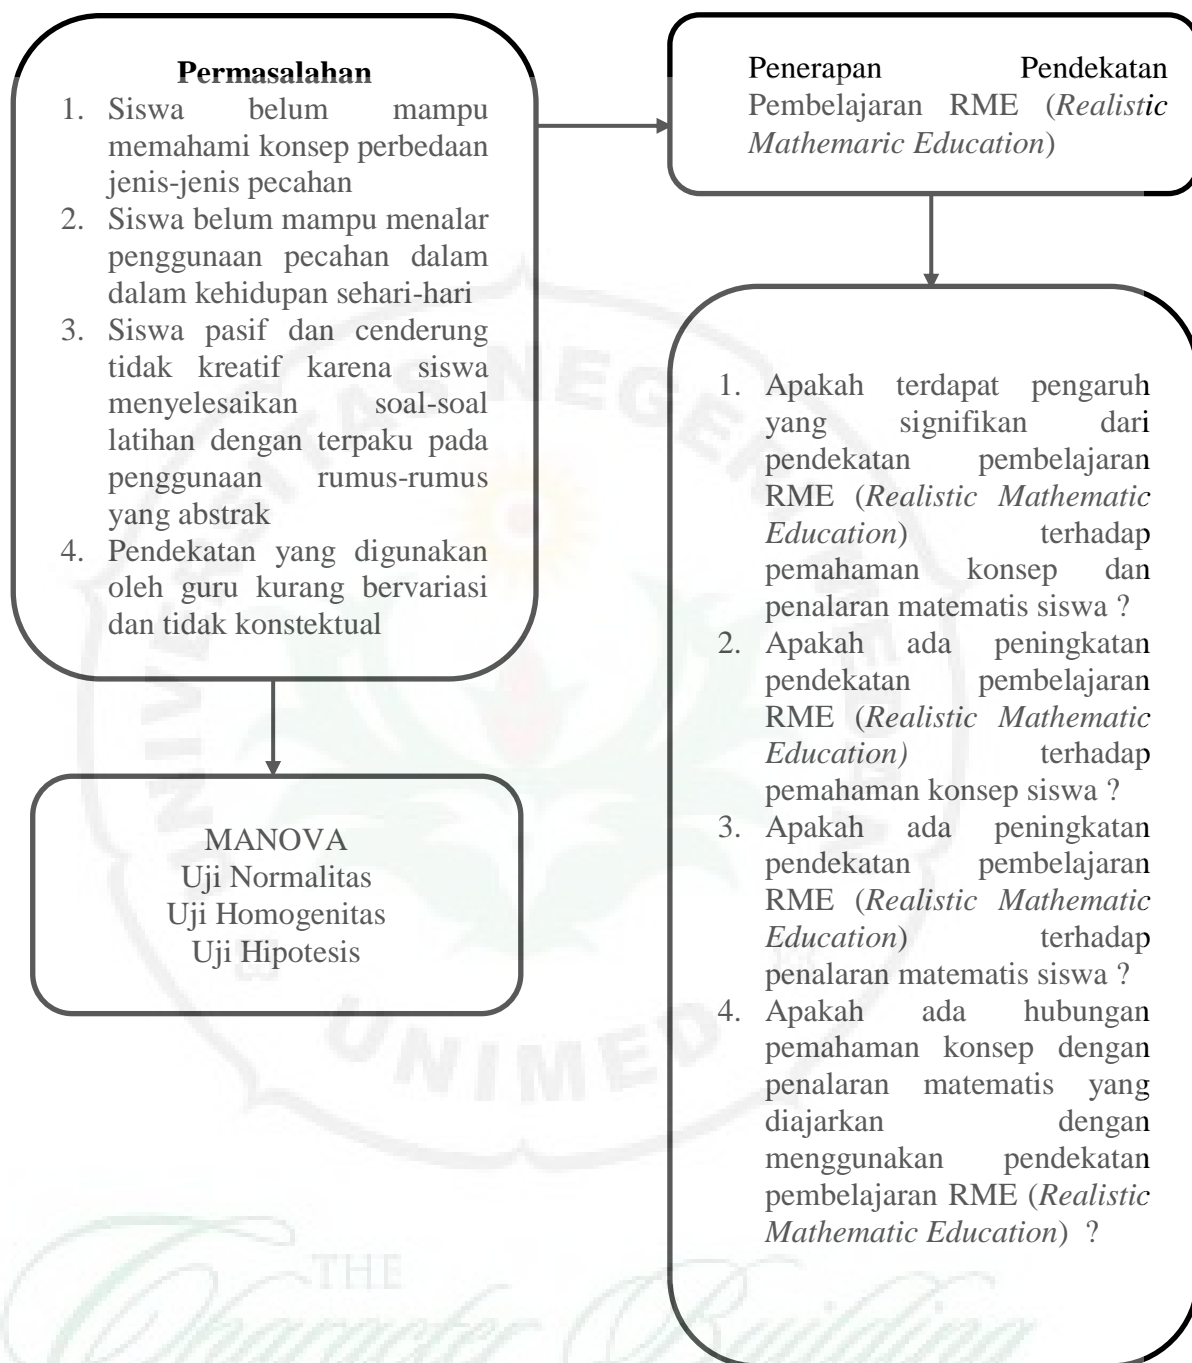 Permasalahan
1. Siswa belum mampu
memahami konsep perbedaan
jenis-jenis pecahan
2. Siswa belum mampu menalar
penggunaan pecahan dalam
dalam kehidupan sehari-hari
3. Siswa pasif dan cenderung
tidak kreatif karena siswa
menyelesaikan soal-soal
latihan dengan terpaku pada
penggunaan rumus-rumus
yang abstrak
4. Pendekatan yang digunakan
oleh guru kurang bervariasi
dan tidak konstektual
Penerapan Pendekatan
Pembelajaran RME (Realistic
Mathemaric Education)
1. Apakah terdapat pengaruh
yang signifikan dari
pendekatan pembelajaran
RME (Realistic Mathematic
Education) terhadap
pemahaman konsep dan
penalaran matematis siswa ?
2. Apakah ada peningkatan
pendekatan pembelajaran
RME (Realistic Mathematic
Education) terhadap
pemahaman konsep siswa ?
3. Apakah ada peningkatan
pendekatan pembelajaran
RME (Realistic Mathematic
Education) terhadap
penalaran matematis siswa ?
4. Apakah ada hubungan
pemahaman konsep dengan
penalaran matematis yang
diajarkan dengan
menggunakan pendekatan
pembelajaran RME (Realistic
Mathematic Education) ?
MANOVA
Uji Normalitas
Uji Homogenitas
Uji Hipotesis
UNIVERSITAS NEGERI MEDAN
UNIMED
THE
Character Building